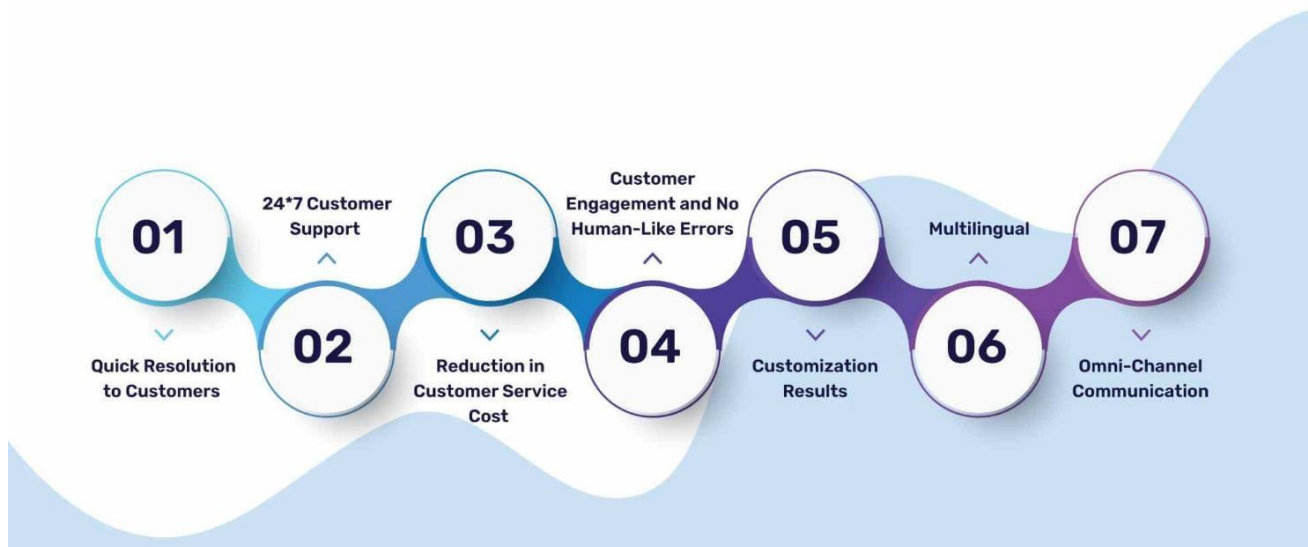 01
Quick Resolution
to Customers
24*7 Customer
Support
02
03
Reduction in
Customer Service
Cost
Customer
Engagement and No
Human-Like Errors
04
05
Customization
Results
Multilingual
06
07
Omni-Channel
Communication